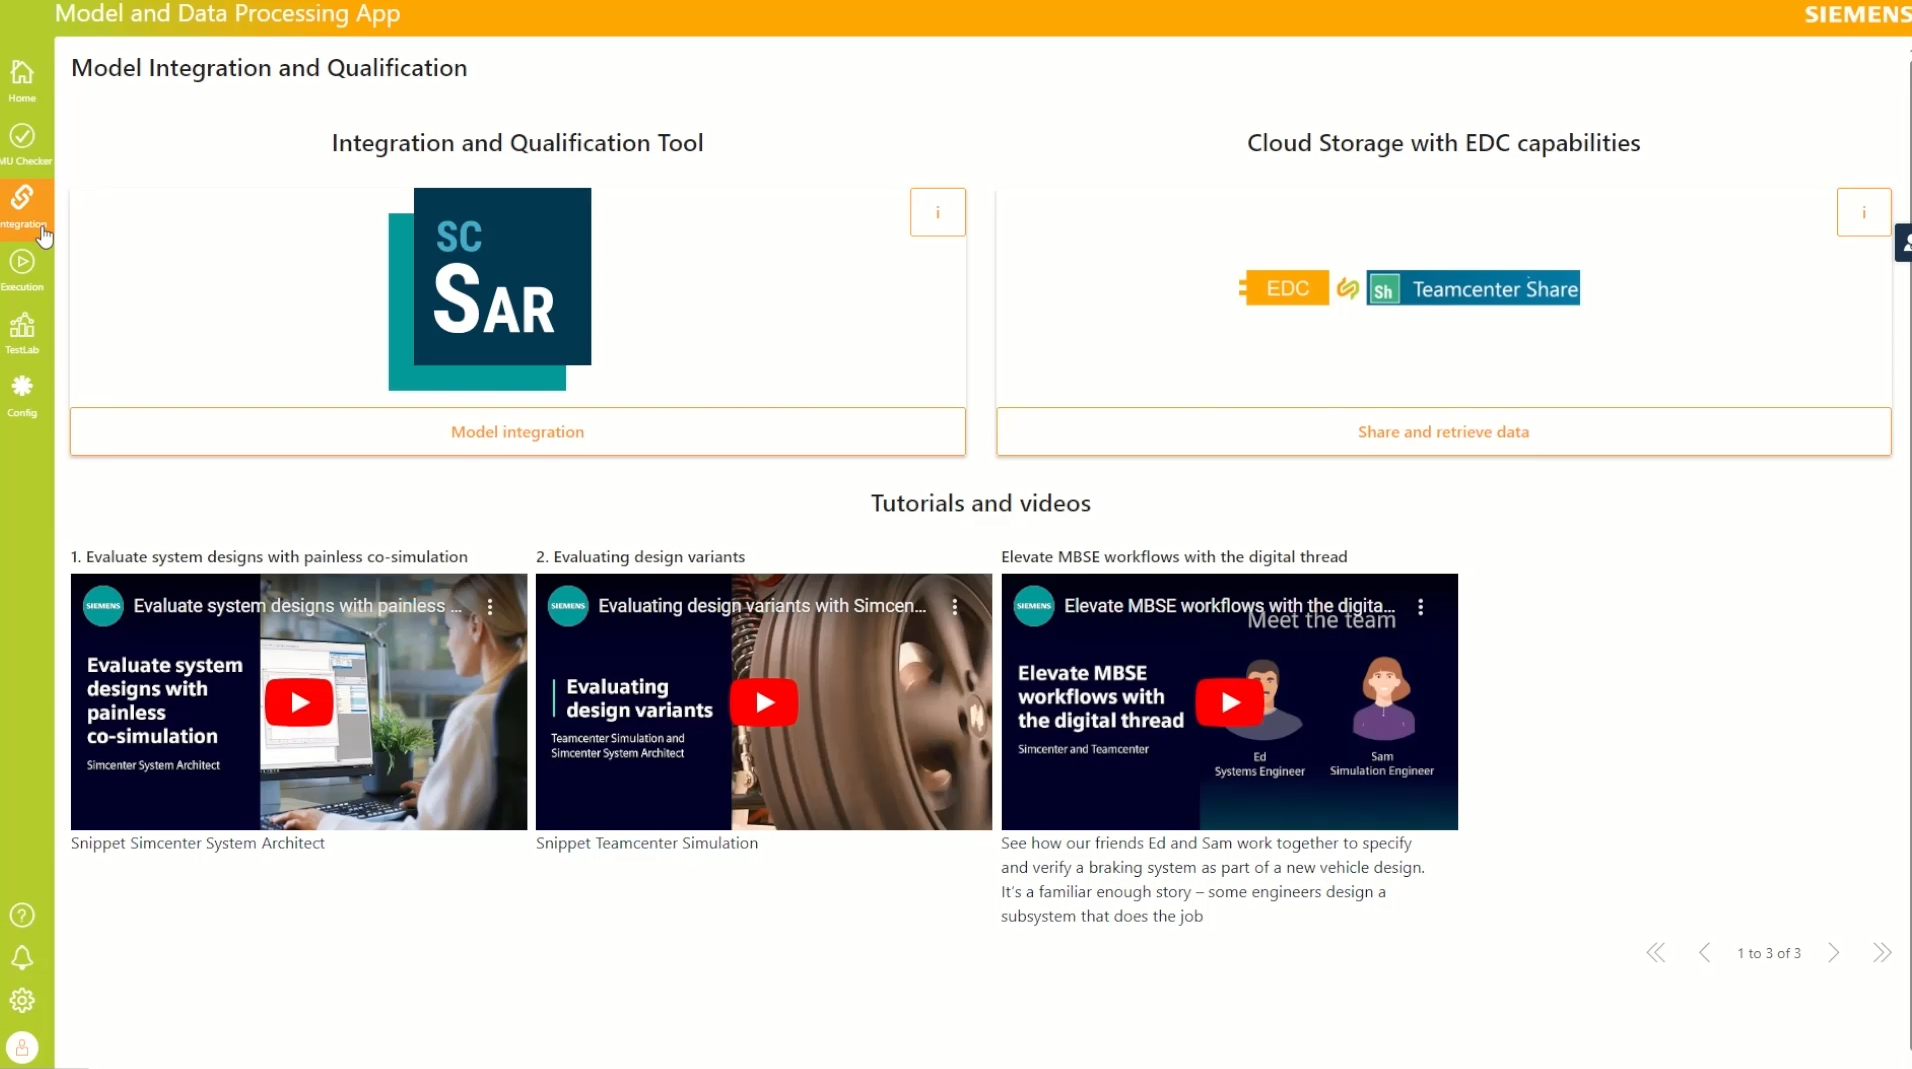 Model and Data Processing App
SIEMENS
Home
MU Checker
Integration
Execution
TestLab
Config
Model Integration and Qualification
Integration and Qualification Tool
i
SC
SAR
Model integration
Cloud Storage with EDC capabilities
i
EDC
Sh Teamcenter Share
Share and retrieve data
Tutorials and videos
1. Evaluate system designs with painless co-simulation
SIEMENS
Evaluate system designs with painless ...
Evaluate system
designs with
painless
co-simulation
Simcenter System Architect
Snippet Simcenter System Architect
2. Evaluating design variants
SIEMENS
Evaluating design variants with Simcen...
Evaluating
design variants
Teamcenter Simulation and
Simcenter System Architect
Snippet Teamcenter Simulation
Elevate MBSE workflows with the digital thread
SIEMENS
Elevate MBSE workflows with the digita...
Meet the team
Elevate MBSE
workflows with
the digital thread
Simcenter and Teamcenter
Ed
Systems Engineer
Sam
Simulation Engineer
See how our friends Ed and Sam work together to specify
and verify a braking system as part of a new vehicle design.
It's a familiar enough story – some engineers design a
subsystem that does the job
1 to 3 of 3